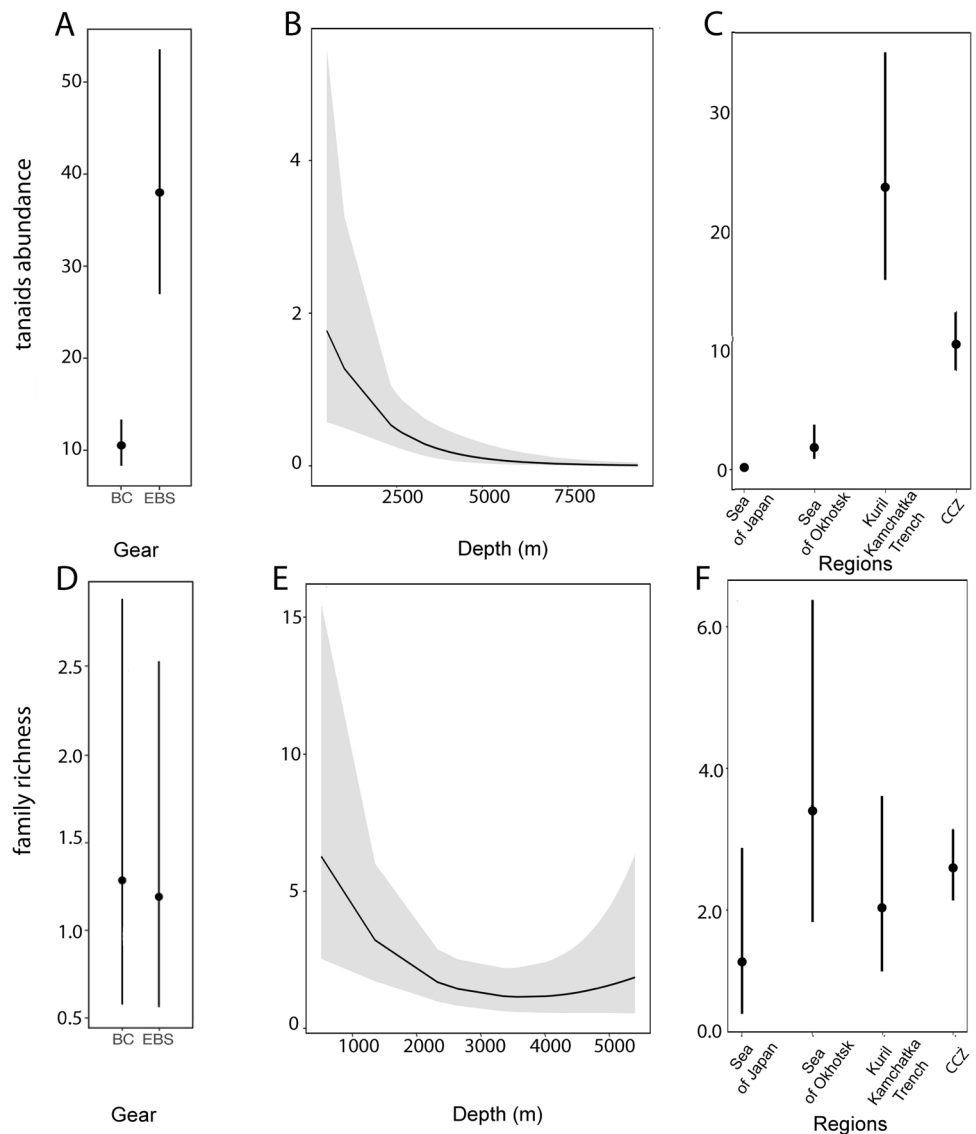 A
tanaids abundance
50
40
30
20
10
BC
EBS
Gear
B
4
2
0
2500
5000
7500
Depth (m)
C
30
20
10
0
Sea
of Japan
Sea
of Okhotsk
Kuril
Kamchatka
Trench
CCZ
Regions
D
family richness
2.5
2.0
1.5
1.0
0.5
BC
EBS
Gear
E
15
10
5
0
1000
2000
3000
4000
5000
Depth (m)
F
6.0
4.0
2.0
0.0
Sea
of Japan
Sea
of Okhotsk
Kuril
Kamchatka
Trench
CCZ
Regions